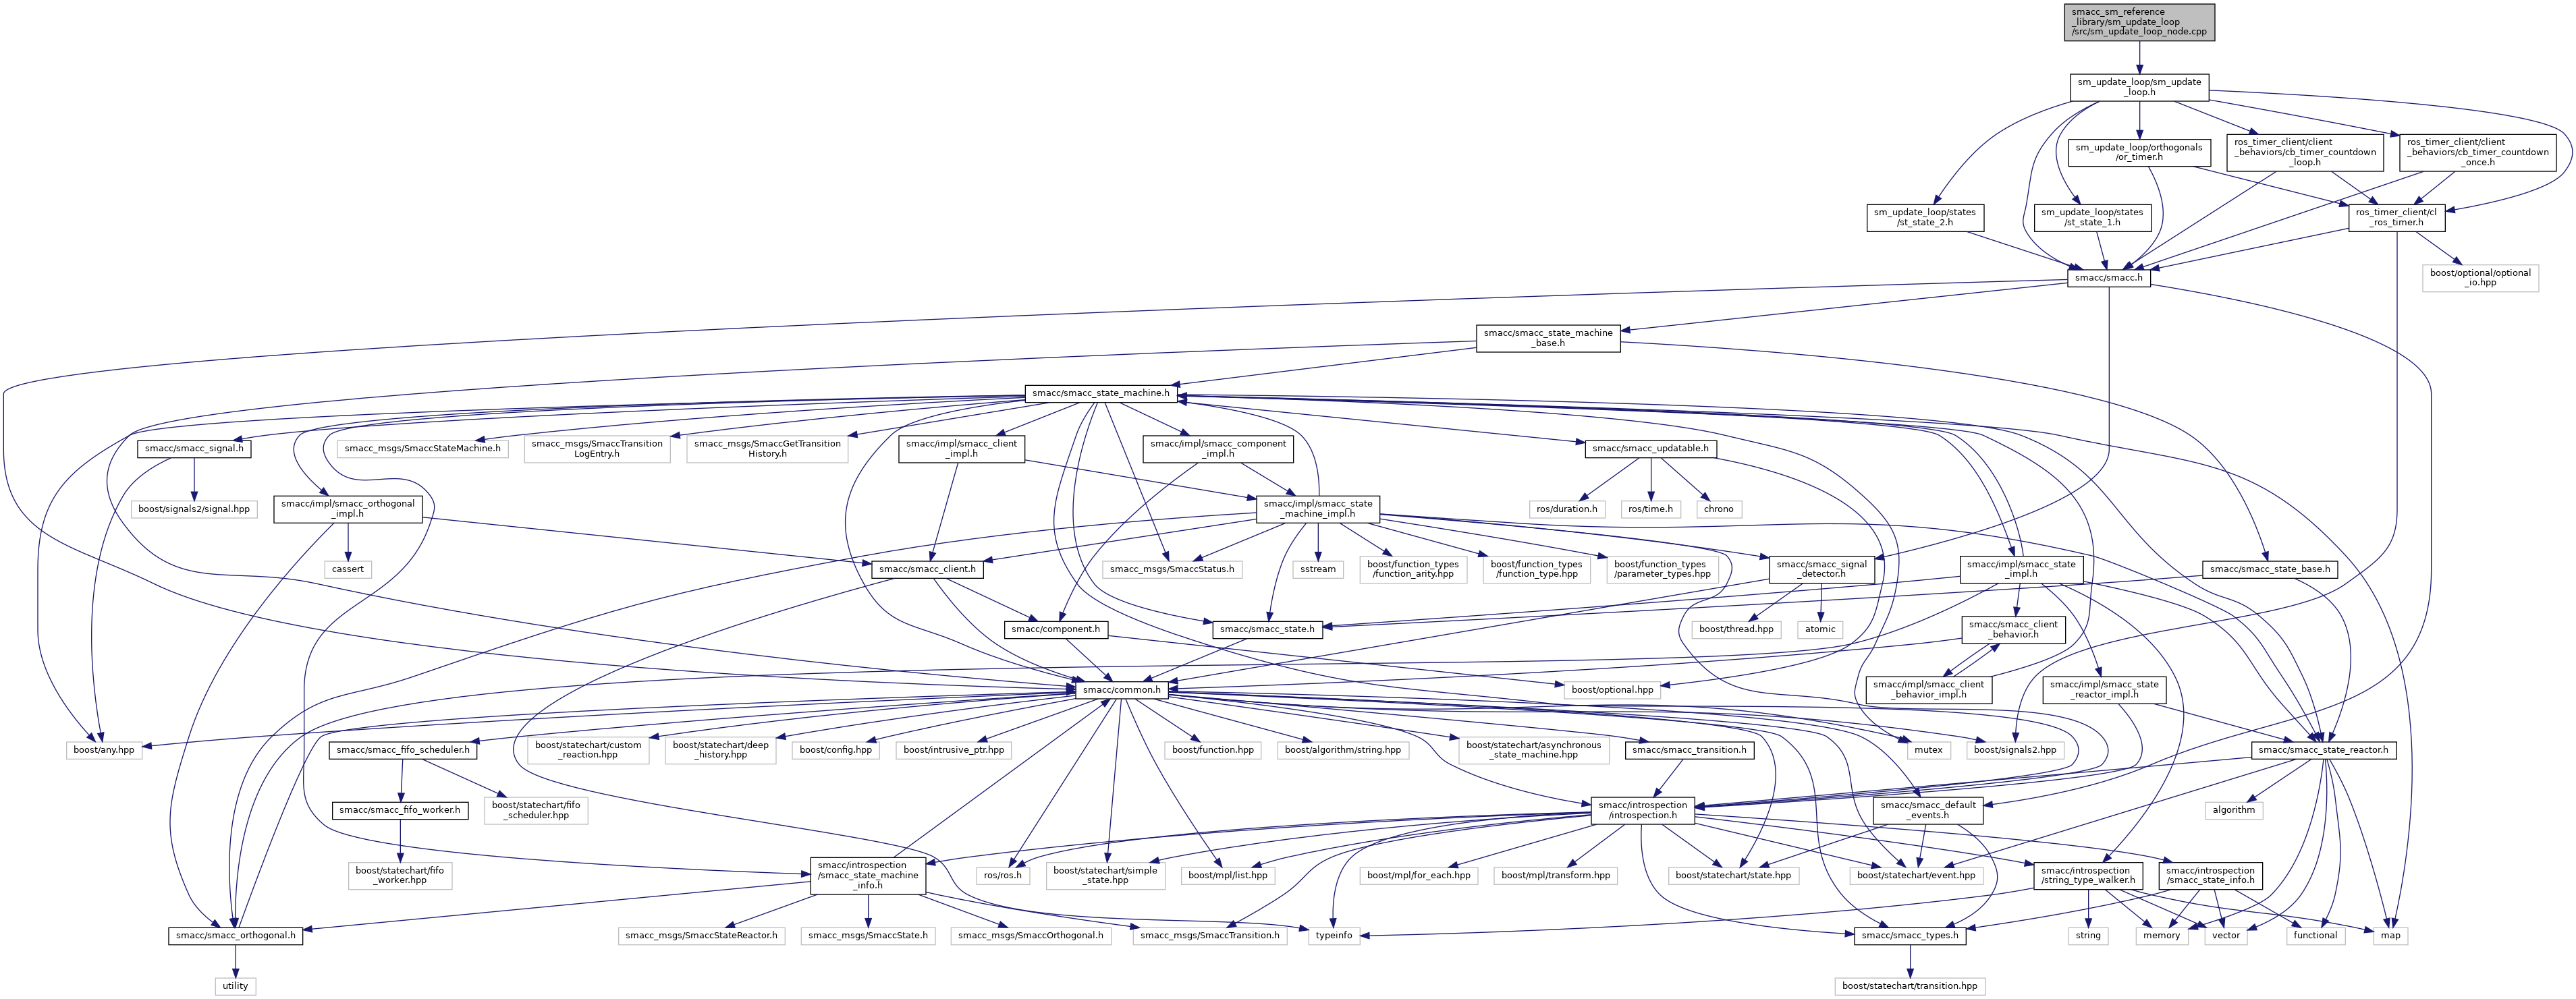 smacc_sm_reference
_library/sm_update_loop
/src/sm_update_loop_node.cpp
sm_update_loop/sm_update
_loop.h
sm_update_loop/orthogonals
/or_timer.h
ros_timer_client/client
_behaviors/cb_timer_countdown
_loop.h
ros_timer_client/client
_behaviors/cb_timer_countdown
_once.h
sm_update_loop/states
/st_state_2.h
sm_update_loop/states
/st_state_1.h
ros_timer_client/cl
_ros_timer.h
smacc/smacc.h
boost/optional/optional
_io.hpp
smacc/smacc_state_machine
_base.h
smacc/smacc_state_machine.h
smacc/smacc_signal.h
smacc_msgs/SmaccStateMachine.h
smacc_msgs/SmaccTransition
LogEntry.h
smacc_msgs/SmaccGetTransition
History.h
smacc/impl/smacc_client
_impl.h
smacc/impl/smacc_component
_impl.h
smacc/smacc_updatable.h
boost/signals2/signal.hpp
smacc/impl/smacc_orthogonal
_impl.h
smacc/impl/smacc_state
_machine_impl.h
ros/duration.h
ros/time.h
chrono
cassert
smacc/smacc_client.h
smacc_msgs/SmaccStatus.h
sstream
boost/function_types
/function_arity.hpp
boost/function_types
/function_type.hpp
boost/function_types
/parameter_types.hpp
smacc/smacc_signal
_detector.h
smacc/impl/smacc_state
_impl.h
smacc/smacc_state_base.h
smacc/component.h
smacc/smacc_state.h
boost/thread.hpp
atomic
smacc/smacc_client
_behavior.h
smacc/common.h
boost/optional.hpp
smacc/impl/smacc_client
_behavior_impl.h
smacc/impl/smacc_state
_reactor_impl.h
boost/any.hpp
smacc/smacc_fifo_scheduler.h
boost/statechart/custom
_reaction.hpp
boost/statechart/deep
_history.hpp
boost/config.hpp
boost/intrusive_ptr.hpp
boost/function.hpp
boost/algorithm/string.hpp
boost/statechart/asynchronous
_state_machine.hpp
smacc/smacc_transition.h
mutex
boost/signals2.hpp
smacc/smacc_state_reactor.h
smacc/smacc_fifo_worker.h
boost/statechart/fifo
_scheduler.hpp
smacc/introspection
/introspection.h
smacc/smacc_default
_events.h
algorithm
boost/statechart/fifo
_worker.hpp
smacc/introspection
/smacc_state_machine
_info.h
ros/ros.h
boost/statechart/simple
_state.hpp
boost/mpl/list.hpp
boost/mpl/for_each.hpp
boost/mpl/transform.hpp
boost/statechart/state.hpp
boost/statechart/event.hpp
smacc/introspection
/string_type_walker.h
smacc/introspection
/smacc_state_info.h
smacc/smacc_orthogonal.h
smacc_msgs/SmaccStateReactor.h
smacc_msgs/SmaccState.h
smacc_msgs/SmaccOrthogonal.h
smacc_msgs/SmaccTransition.h
typeinfo
smacc/smacc_types.h
string
memory
vector
functional
map
utility
boost/statechart/transition.hpp